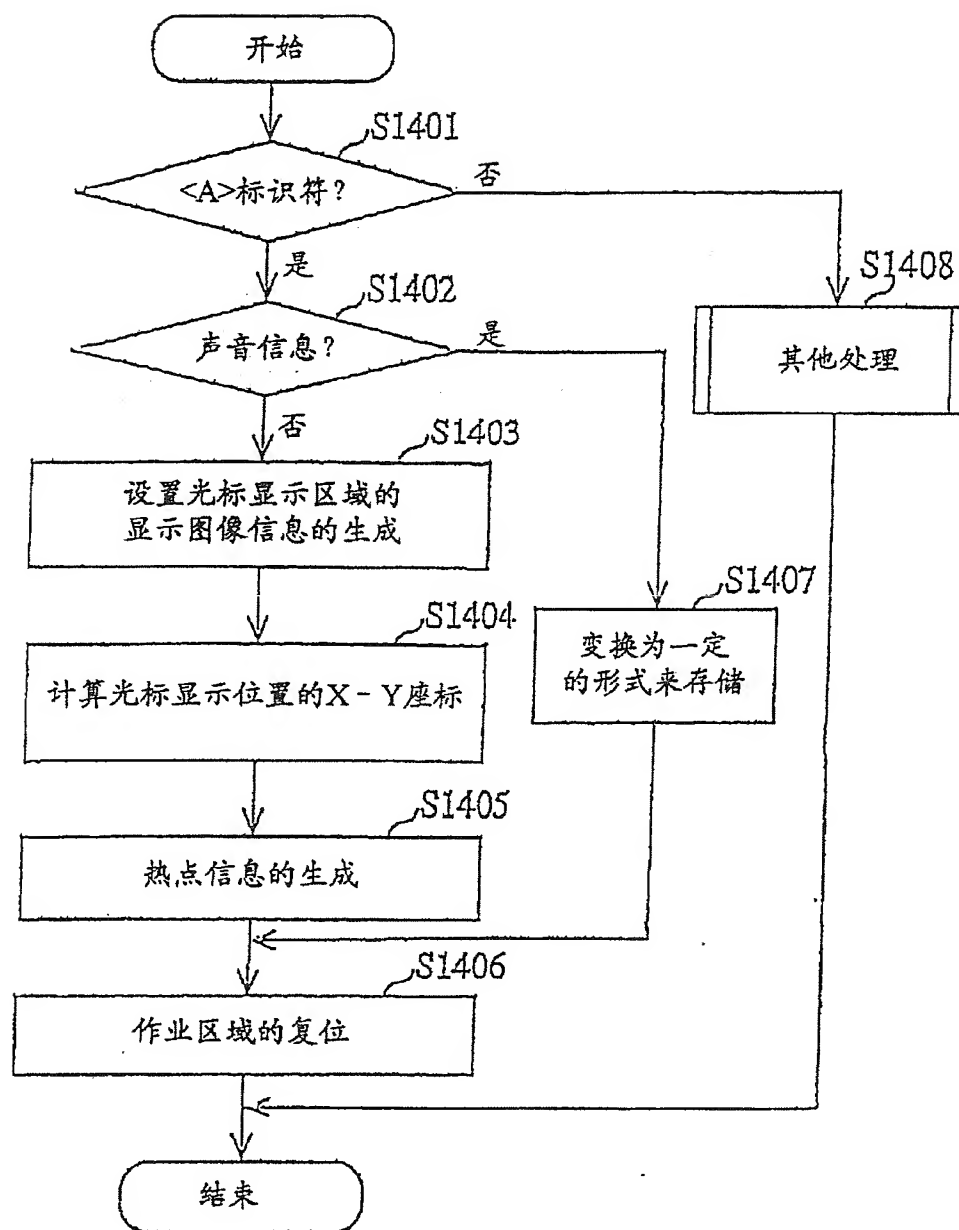 开始
S1401
<A>标识符?
否
是
S1402
S1408
声音信息?
是
其他处理
否
S1403
设置光标显示区域的
显示图像信息的生成
S1407
S1404
变换为一定
的形式来存储
计算光标显示位置的X-Y座标
S1405
热点信息的生成
S1406
作业区域的复位
结束